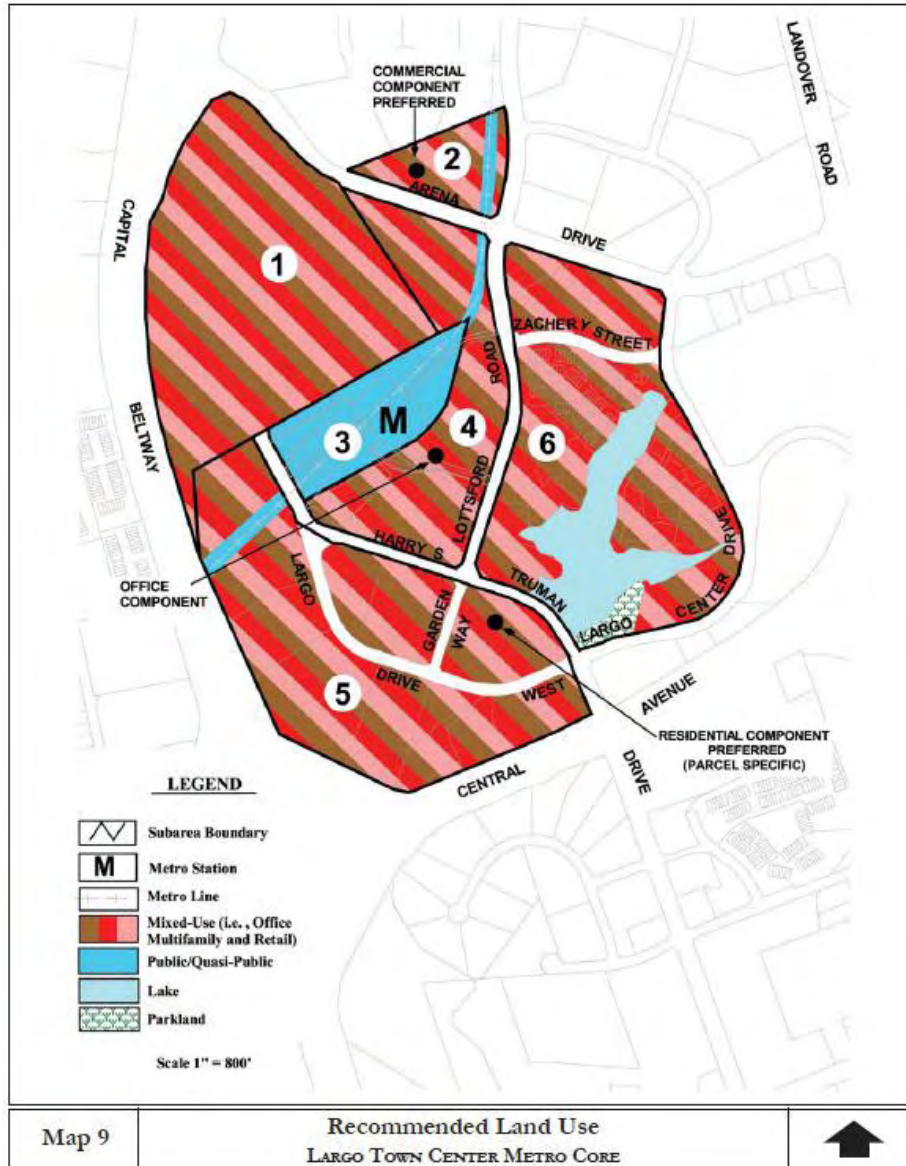 COMMERCIAL
COMPONENT
PREFERRED
LANDOVER
ROAD
2
ARENA
DRIVE
CAPITAL
1
ZACHERY STREET
ROAD
BELTWAY
3
M
4
6
LOTTSFORD
OFFICE
COMPONENT
HARRY S
TRUMAN
LARGO
GARDEN
WAY
LARGO
CENTER
DRIVE
DRIVE
WEST
5
AVENUE
CENTRAL
DRIVE
RESIDENTIAL COMPONENT
PREFERRED
(PARCEL SPECIFIC)
LEGEND
Subarea Boundary
M
Metro Station
Metro Line
Mixed-Use (i.e., Office
Multifamily and Retail)
Public/Quasi-Public
Lake
Parkland
Scale 1" = 800'
Map 9
Recommended Land Use
LARGO TOWN CENTER METRO CORE